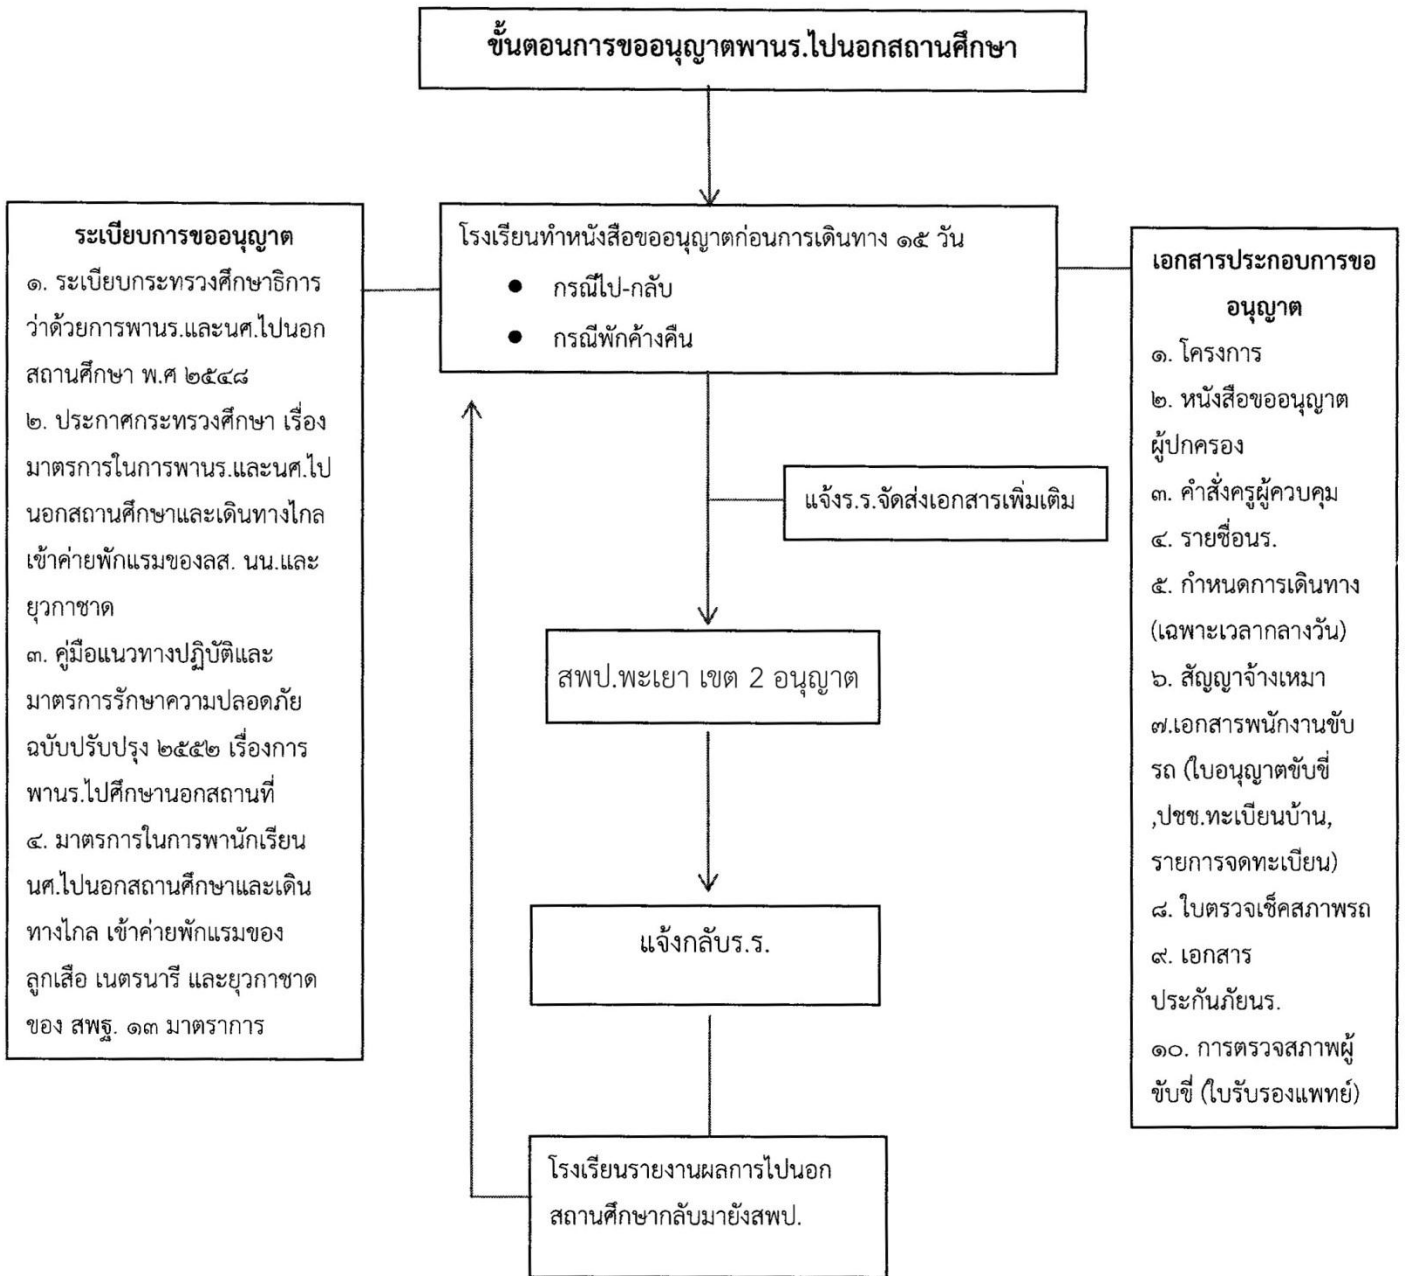 ขั้นตอนการขออนุญาตพานร.ไปนอกสถานศึกษา
ระเบียบการขออนุญาต
๑. ระเบียบกระทรวงศึกษาธิการ
ว่าด้วยการพานร.และนศ.ไปนอก
สถานศึกษา พ.ศ ๒๕๔๘
๒. ประกาศกระทรวงศึกษา เรื่อง
มาตรการในการพานร.และนศ.ไป
นอกสถานศึกษาและเดินทางไกล
เข้าค่ายพักแรมของลส. นน.และ
ยุวกาชาด
๓. คู่มือแนวทางปฏิบัติและ
มาตรการรักษาความปลอดภัย
ฉบับปรับปรุง ๒๕๕๒ เรื่องการ
พานร.ไปศึกษานอกสถานที่
๔. มาตรการในการพานักเรียน
นศ.ไปนอกสถานศึกษาและเดิน
ทางไกล เข้าค่ายพักแรมของ
ลูกเสือ เนตรนารี และยุวกาชาด
ของ สพฐ. ๑๓ มาตราการ
โรงเรียนทำหนังสือขออนุญาตก่อนการเดินทาง ๑๕ วัน
● กรณีไป-กลับ
● กรณีพักค้างคืน
แจ้งร.ร.จัดส่งเอกสารเพิ่มเติม
สพป.พะเยา เขต 2 อนุญาต
แจ้งกลับร.ร.
โรงเรียนรายงานผลการไปนอก
สถานศึกษากลับมายังสพป.
เอกสารประกอบการขอ
อนุญาต
๑. โครงการ
๒. หนังสือขออนุญาต
ผู้ปกครอง
๓. คำสั่งครูผู้ควบคุม
๔. รายชื่อนร.
๕. กำหนดการเดินทาง
(เฉพาะเวลากลางวัน)
๖. สัญญาจ้างเหมา
๗.เอกสารพนักงานขับ
รถ (ใบอนุญาตขับขี่
,ปชช.ทะเบียนบ้าน,
รายการจดทะเบียน)
๘. ใบตรวจเช็คสภาพรถ
๙. เอกสาร
ประกันภัยนร.
๑๐. การตรวจสภาพผู้
ขับขี่ (ใบรับรองแพทย์)